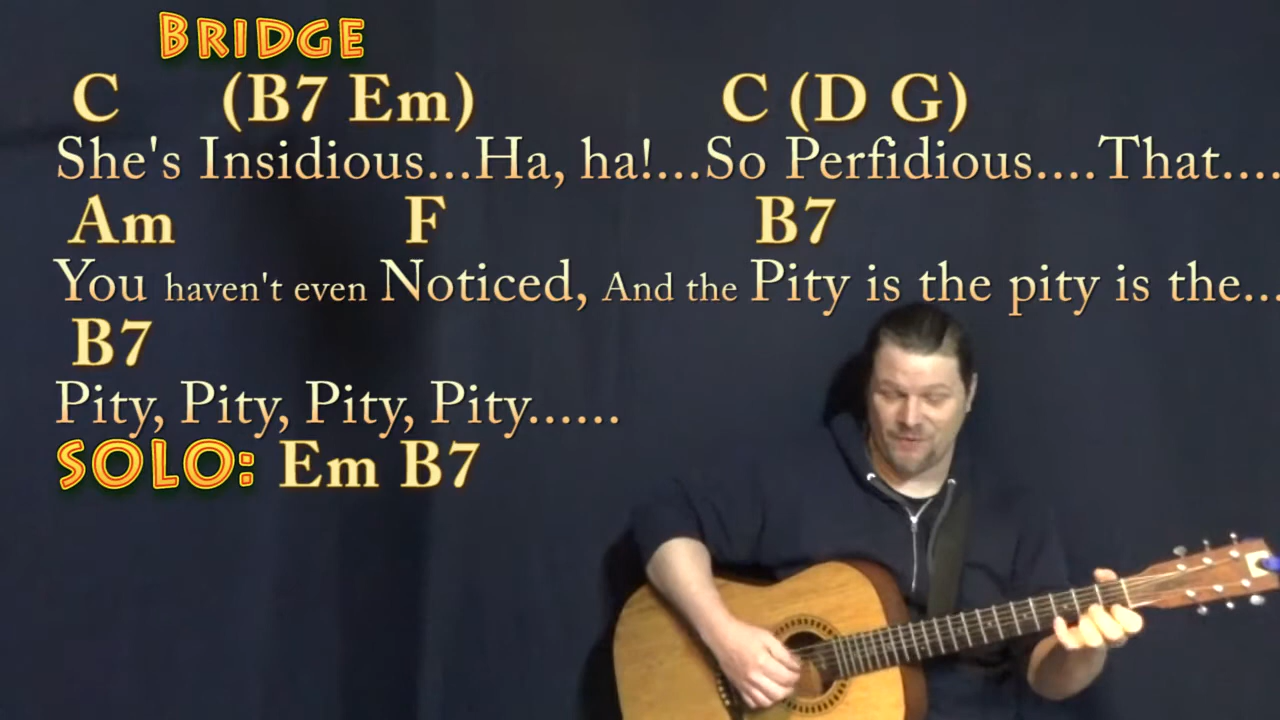 BRIDGE
C (B7 Em) C (D G)
She's Insidious...Ha, ha!...So Perfidious....That....
Am F B7
You haven't even Noticed, And the Pity is the pity is the...
B7
Pity, Pity, Pity, Pity......
SOLO: Em B7